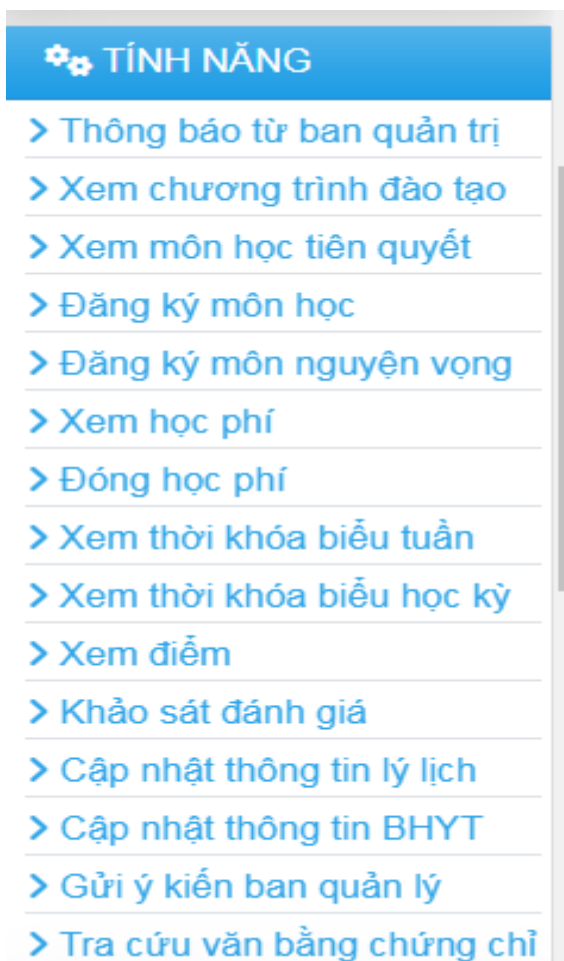 TÍNH NĂNG
Thông báo từ ban quản trị
Xem chương trình đào tạo
Xem môn học tiên quyết
Đăng ký môn học
Đăng ký môn nguyện vọng
Xem học phí
Đóng học phí
Xem thời khóa biểu tuần
Xem thời khóa biểu học kỳ
Xem điểm
Khảo sát đánh giá
Cập nhật thông tin lý lịch
Cập nhật thông tin BHYT
Gửi ý kiến ban quản lý
Tra cứu văn bằng chứng chỉ